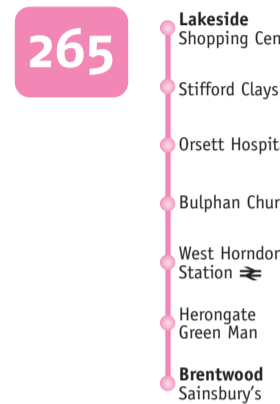 265
Lakeside
Shopping Cen
Stifford Clays
Orsett Hospit
Bulphan Chur
West Horndon
Station
Herongate
Green Man
Brentwood
Sainsbury's